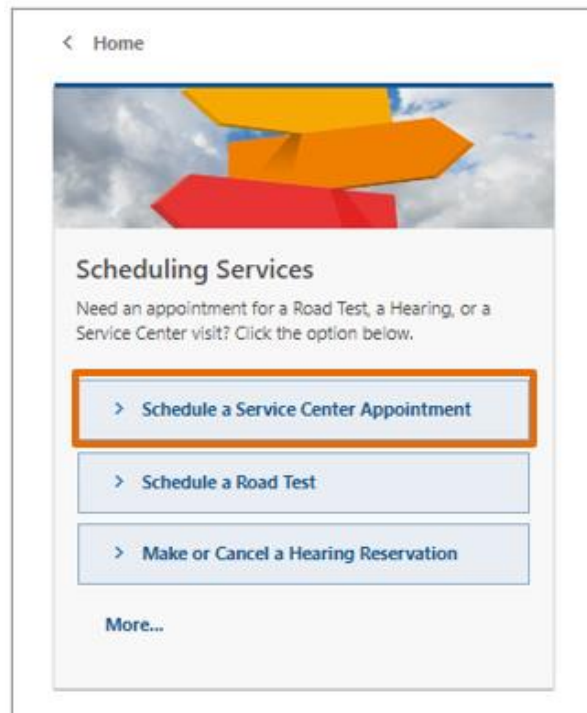 < Home
Scheduling Services
Need an appointment for a Road Test, a Hearing, or a
Service Center visit? Click the option below.
> Schedule a Service Center Appointment
> Schedule a Road Test
> Make or Cancel a Hearing Reservation
More...